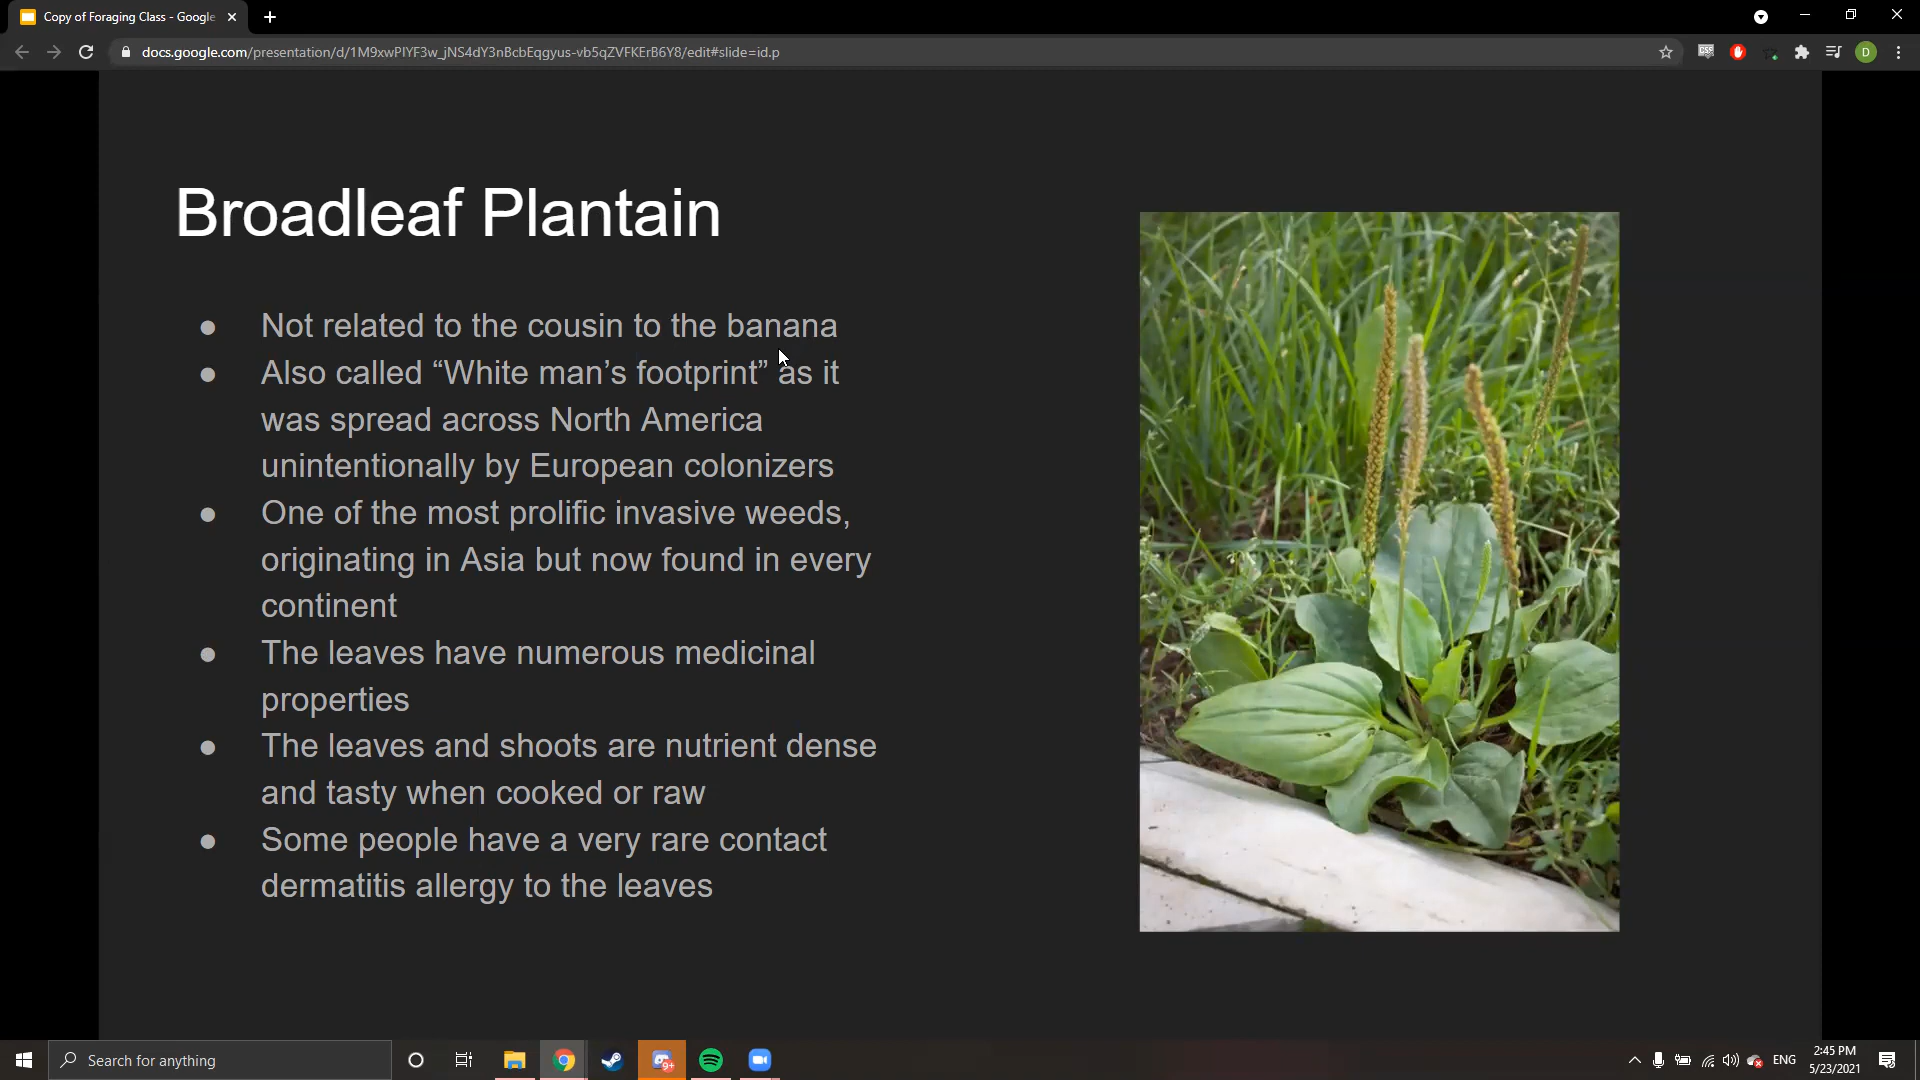 Copy of Foraging Class - Google
docs.google.com/presentation/d/1M9xwPIYF3w_jNS4dY3nBcbEqgyus-vb5qZVFKErB6Y8/edit#slide=id.p
D
Broadleaf Plantain
● Not related to the cousin to the banana
● Also called “White man’s footprint” as it
was spread across North America
unintentionally by European colonizers
● One of the most prolific invasive weeds,
originating in Asia but now found in every
continent
● The leaves have numerous medicinal
properties
● The leaves and shoots are nutrient dense
and tasty when cooked or raw
● Some people have a very rare contact
dermatitis allergy to the leaves
Search for anything
9+
ENG
2:45 PM
5/23/2021